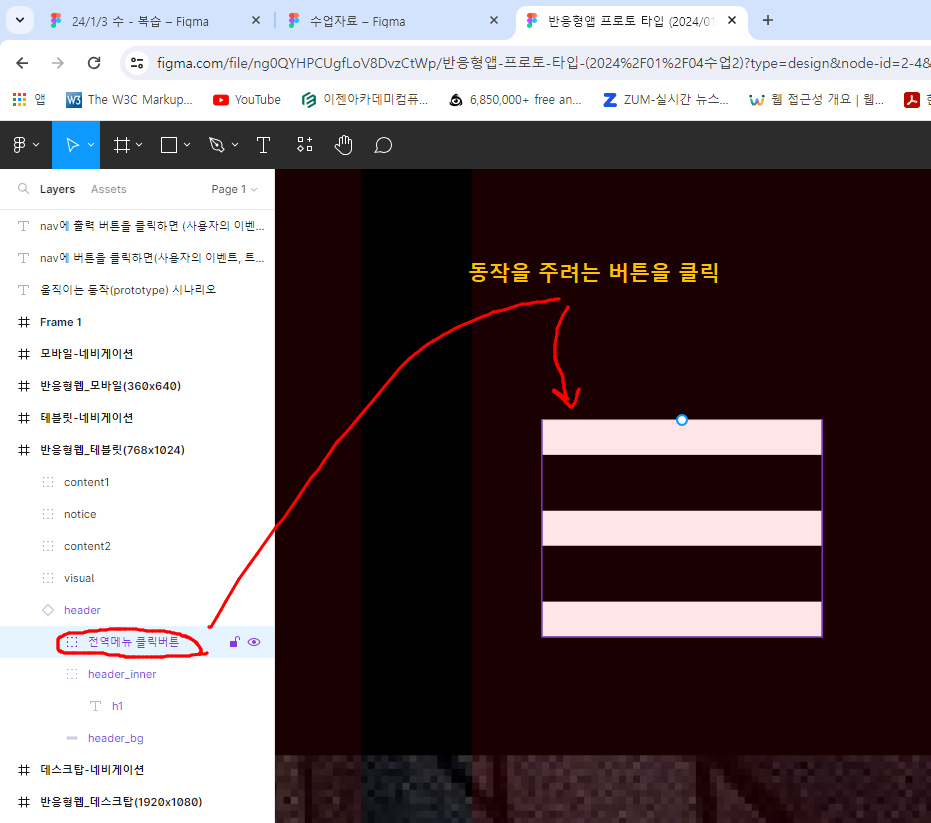 24/1/3 수 - 복습 – Figma
수업자료 – Figma
반응형앱 프로토 타입 (2024/01
figma.com/file/ng0QYHPCUgfLoV8DvzCtWp/반응형앱-프로토-타입-(2024%2F01%2F04수업2)?type=design&node-id=2-4&
앱
The W3C Markup...
YouTube
이젠아카데미컴퓨...
6,850,000+ free an...
ZUM-실시간 뉴스...
웹 접근성 개요 | 웹...
Layers
Assets
Page 1
nav에 출력 버튼을 클릭하면 (사용자의 이벤...
nav에 버튼을 클릭하면(사용자의 이벤트, 트...
움직이는 동작(prototype) 시나리오
Frame 1
모바일-네비게이션
반응형웹_모바일(360x640)
테블릿-네비게이션
반응형웹_테블릿(768x1024)
content1
notice
content2
visual
header
전역메뉴 클릭버튼
header_inner
h1
header_bg
데스크탑-네비게이션
반응형웹_데스크탑(1920x1080)
동작을 주려는 버튼을 클릭